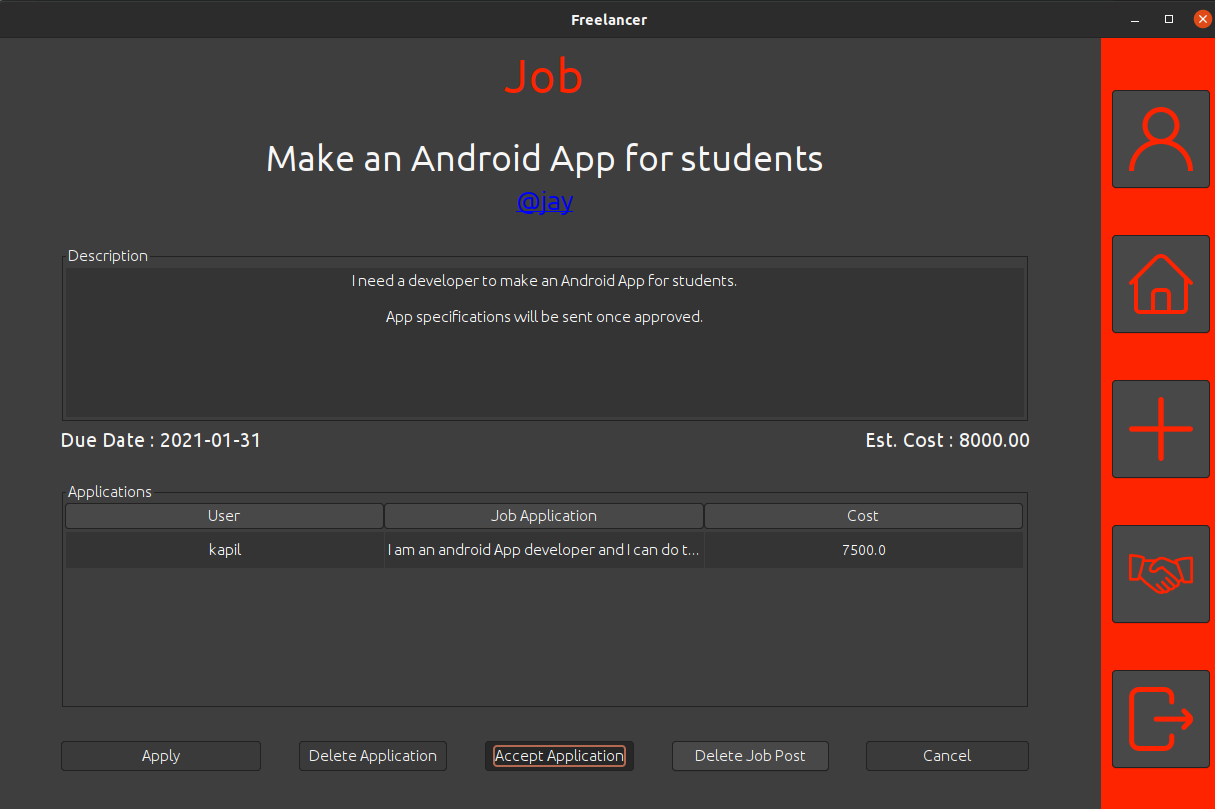 Freelancer
Job
Make an Android App for students
@jay
Description
I need a developer to make an Android App for students.
App specifications will be sent once approved.
Due Date : 2021-01-31 Est. Cost : 8000.00
Applications
User Job Application Cost
kapil I am an android App developer and I can do t... 7500.0
Apply Delete Application Accept Application Delete Job Post Cancel